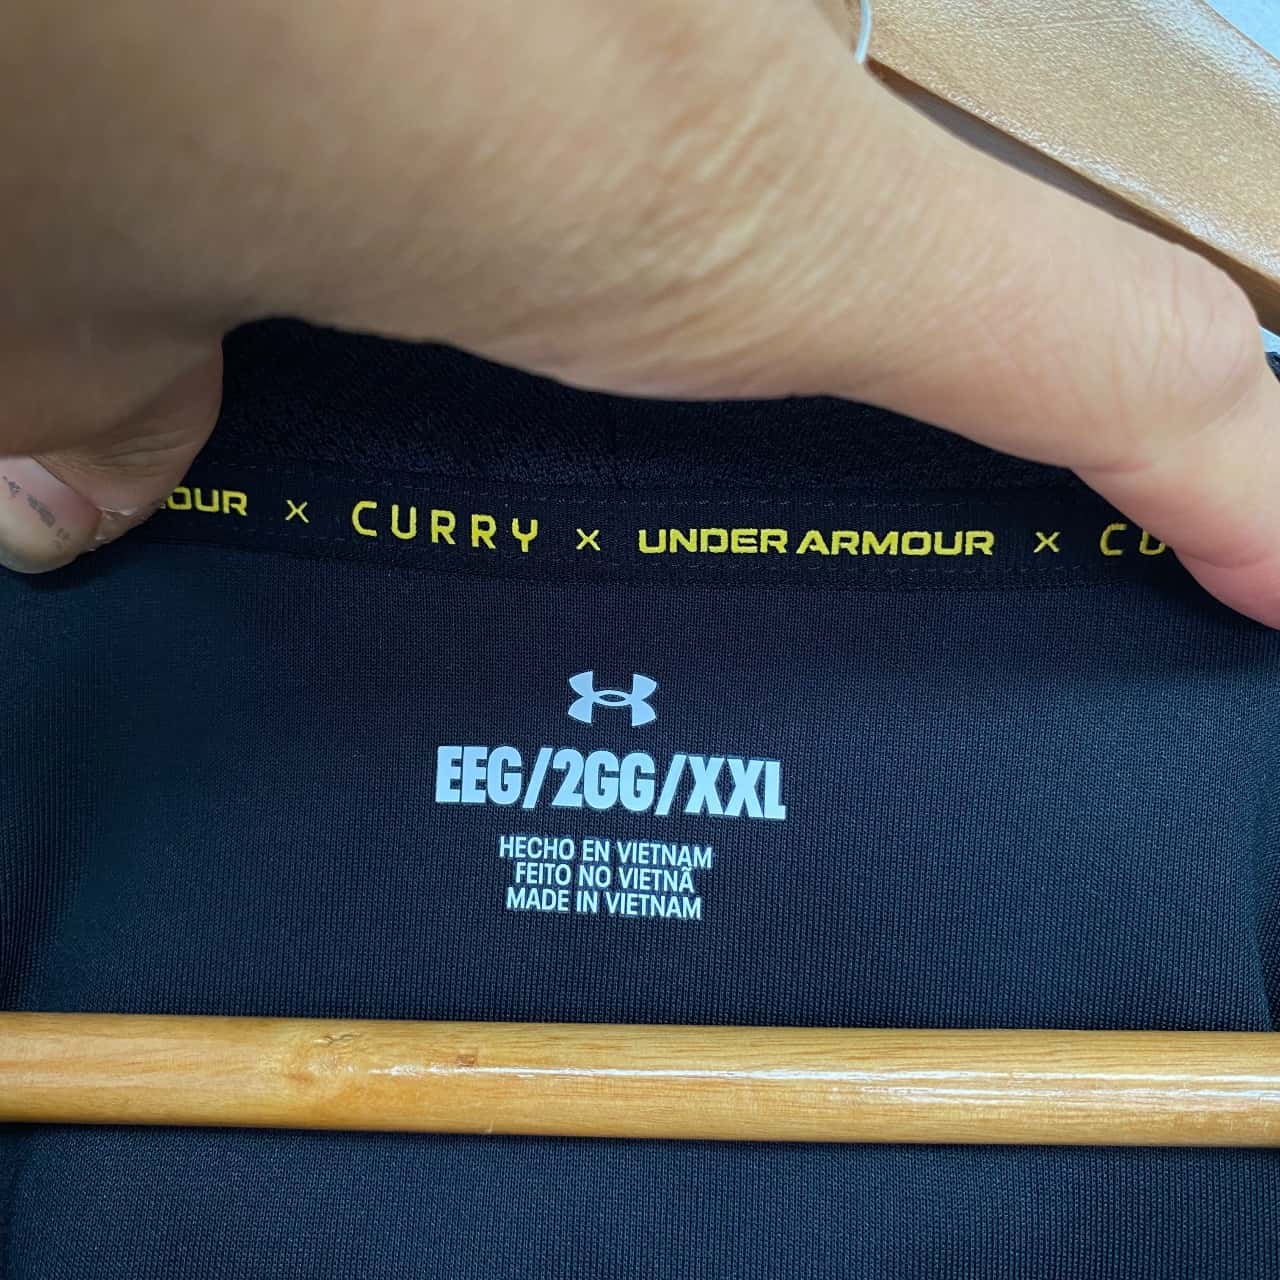 OUR × CURRY × UNDER ARMOUR × CU
EEG/2GG/XXL
HECHO EN VIETNAM
FEITO NO VIETNÃ
MADE IN VIETNAM